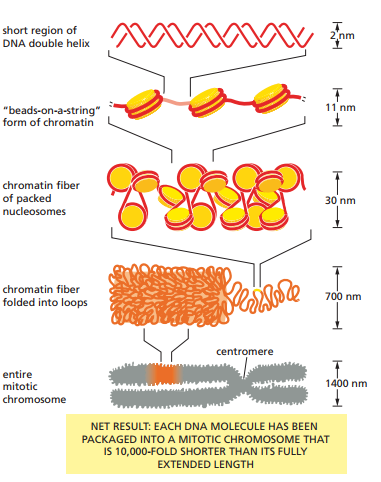 short region of
DNA double helix
2 nm
"beads-on-a-string"
form of chromatin
11 nm
chromatin fiber
of packed
nucleosomes
30 nm
chromatin fiber
folded into loops
700 nm
centromere
entire
mitotic
chromosome
1400 nm
NET RESULT: EACH DNA MOLECULE HAS BEEN
PACKAGED INTO A MITOTIC CHROMOSOME THAT
IS 10,000-FOLD SHORTER THAN ITS FULLY
EXTENDED LENGTH